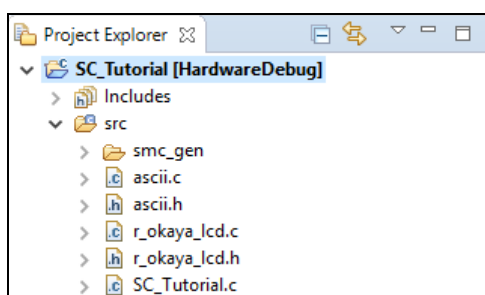 Project Explorer
SC_Tutorial [HardwareDebug]
Includes
src
smc_gen
ascii.c
ascii.h
r_okaya_lcd.c
r_okaya_lcd.h
SC_Tutorial.c